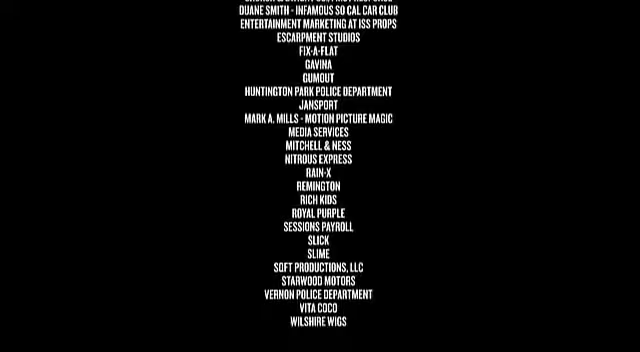 DUANE SMITH - INFAMOUS SO CAL CAR CLUB
ENTERTAINMENT MARKETING AT ISS PROPS
ESCARPMENT STUDIOS
FIX-A-FLAT
GAVINA
GUMOUT
HUNTINGTON PARK POLICE DEPARTMENT
JANSPORT
MARK A. MILLS - MOTION PICTURE MAGIC
MEDIA SERVICES
MITCHELL & NESS
NITROUS EXPRESS
RAIN-X
REMINGTON
RICH KIDS
ROYAL PURPLE
SESSIONS PAYROLL
SLICK
SLIME
SQFT PRODUCTIONS, LLC
STARWOOD MOTORS
VERNON POLICE DEPARTMENT
VITA COCO
WILSHIRE WIGS